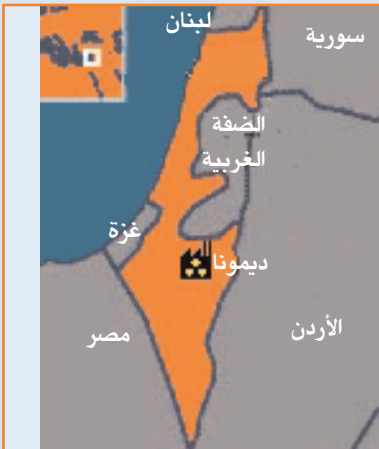 لبنان
سورية
الضفة
الغربية
غزة
ديمونا
مصر
الأردن